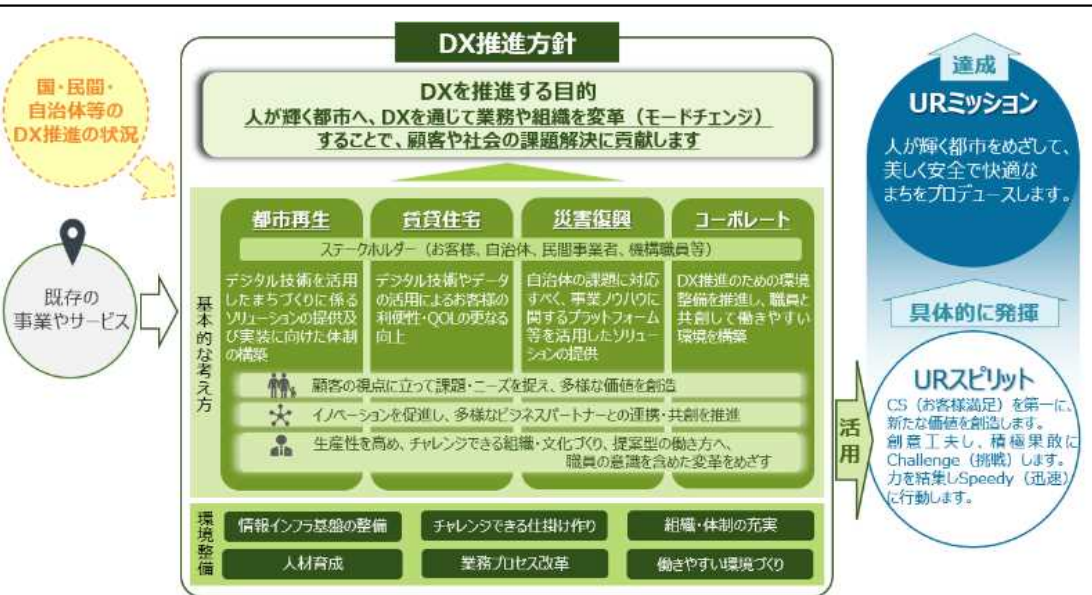 DX推進方針
国・民間・
自治体等の
DX推進の状況
既存の
事業やサービス
DXを推進する目的
人が輝く都市へ、DXを通じて業務や組織を変革（モードチェンジ）
することで、顧客や社会の課題解決に貢献します
基本的な考え方
都市再生
賃貸住宅
災害復興
コーポレート
ステークホルダー（お客様、自治体、民間事業者、機構職員等）
デジタル技術を活用
したまちづくりに係る
ソリューションの提供及
び実装に向けた体制
の構築
デジタル技術やデータ
の活用によるお客様の
利便性・QOLの更なる
向上
自治体の課題に対応
すべく、事業ノウハウに
関するプラットフォーム
等を活用したソリュー
ションの提供
DX推進のための環境
整備を推進し、職員と
共創して働きやすい
環境を構築
顧客の視点に立って課題・ニーズを捉え、多様な価値を創造
イノベーションを促進し、多様なビジネスパートナーとの連携・共創を推進
生産性を高め、チャレンジできる組織・文化づくり、提案型の働き方へ、
職員の意識を含めた変革をめざす
環境整備
情報インフラ基盤の整備
チャレンジできる仕掛け作り
組織・体制の充実
人材育成
業務プロセス改革
働きやすい環境づくり
活用
達成
URミッション
人が輝く都市をめざして、
美しく安全で快適な
まちをプロデュースします。
具体的に発揮
URスピリット
CS（お客様満足）を第一に、
新たな価値を創造します。
創意工夫し、積極果敢に
Challenge（挑戦）します。
力を結集しSpeedy（迅速）
に行動します。